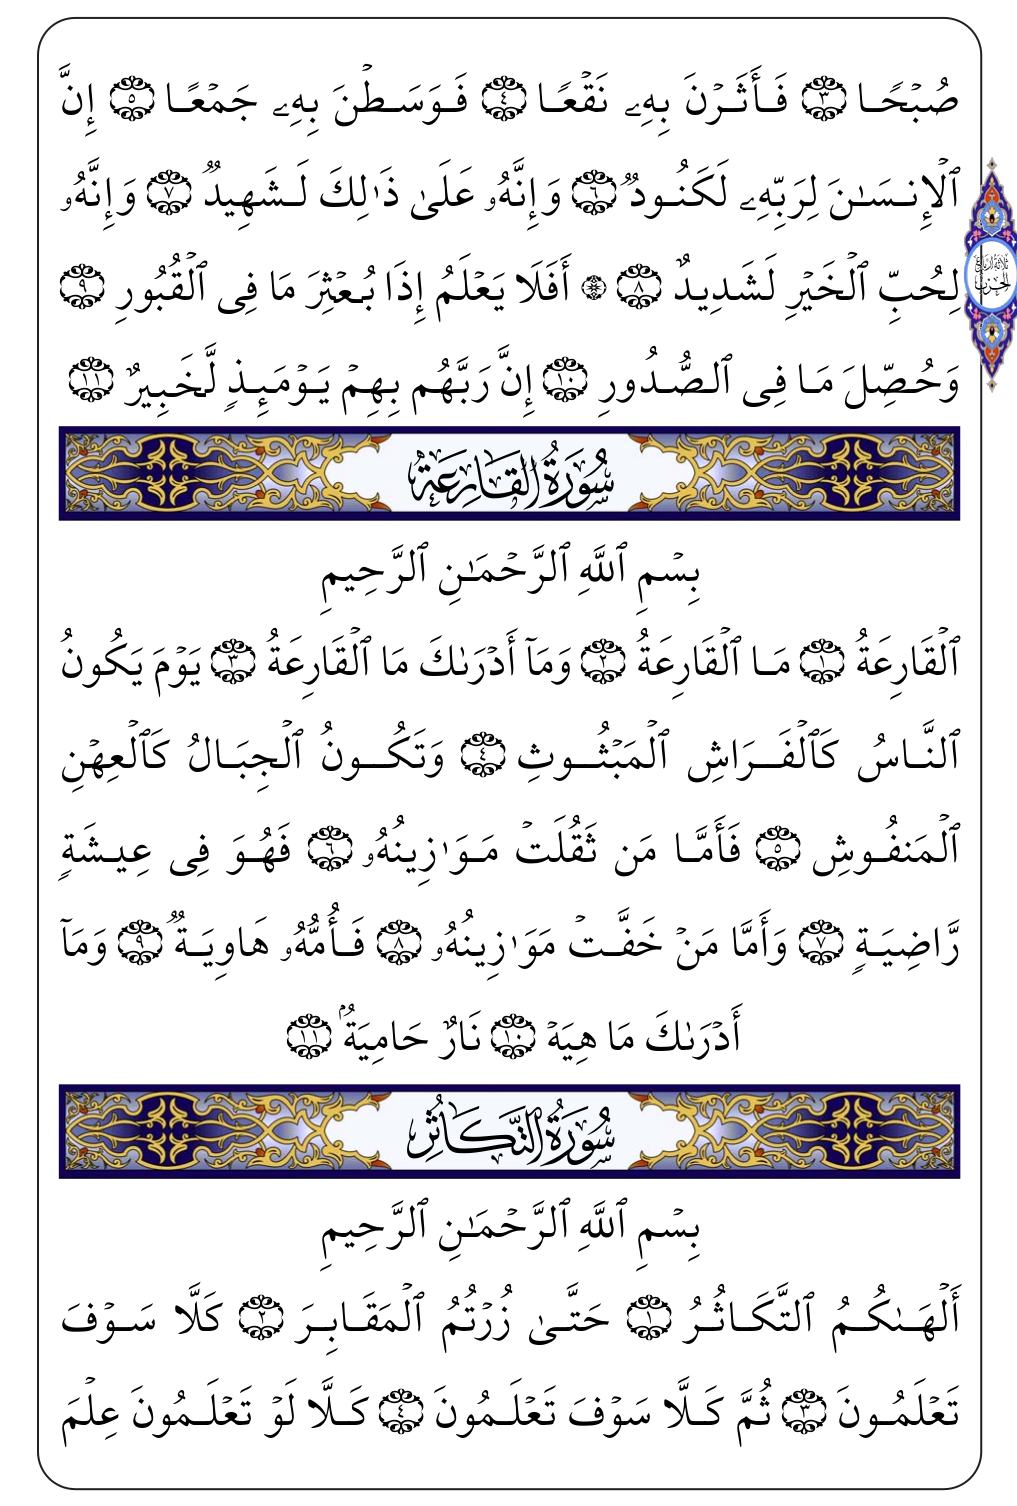 صُبۡحٗا ٣ فَأَثَرۡنَ بِهِۦ نَقۡعٗا ٤ فَوَسَطۡنَ بِهِۦ جَمۡعًا ٥ إِنَّ
ٱلۡإِنسَٰنَ لِرَبِّهِۦ لَكَنُودٞ ٦ وَإِنَّهُۥ عَلَىٰ ذَٰلِكَ لَشَهِيدٞ ٧ وَإِنَّهُۥ
لِحُبِّ ٱلۡخَيۡرِ لَشَدِيدٌ ٨ ۞ أَفَلَا يَعۡلَمُ إِذَا بُعۡثِرَ مَا فِي ٱلۡقُبُورِ ٩
وَحُصِّلَ مَا فِي ٱلصُّدُورِ ١٠ إِنَّ رَبَّهُم بِهِمۡ يَوۡمَئِذٖ لَّخَبِيرُۢ ١١
سُورَةُ القَارِعَةِ
بِسۡمِ ٱللَّهِ ٱلرَّحۡمَٰنِ ٱلرَّحِيمِ
ٱلۡقَارِعَةُ ١ مَا ٱلۡقَارِعَةُ ٢ وَمَآ أَدۡرَىٰكَ مَا ٱلۡقَارِعَةُ ٣ يَوۡمَ يَكُونُ
ٱلنَّاسُ كَٱلۡفَرَاشِ ٱلۡمَبۡثُوثِ ٤ وَتَكُونُ ٱلۡجِبَالُ كَٱلۡعِهۡنِ
ٱلۡمَنفُوشِ ٥ فَأَمَّا مَن ثَقُلَتۡ مَوَٰزِينُهُۥ ٦ فَهُوَ فِي عِيشَةٖ
رَّاضِيَةٖ ٧ وَأَمَّا مَنۡ خَفَّتۡ مَوَٰزِينُهُۥ ٨ فَأُمُّهُۥ هَاوِيَةٞ ٩ وَمَآ
أَدۡرَىٰكَ مَا هِيَهۡ ١٠ نَارٌ حَامِيَةُۢ ١١
سُورَةُ التَّكَاثُرِ
بِسۡمِ ٱللَّهِ ٱلرَّحۡمَٰنِ ٱلرَّحِيمِ
أَلۡهَىٰكُمُ ٱلتَّكَاثُرُ ١ حَتَّىٰ زُرۡتُمُ ٱلۡمَقَابِرَ ٢ كَلَّا سَوۡفَ
تَعۡلَمُونَ ٣ ثُمَّ كَلَّا سَوۡفَ تَعۡلَمُونَ ٤ كَلَّا لَوۡ تَعۡلَمُونَ عِلۡمَ